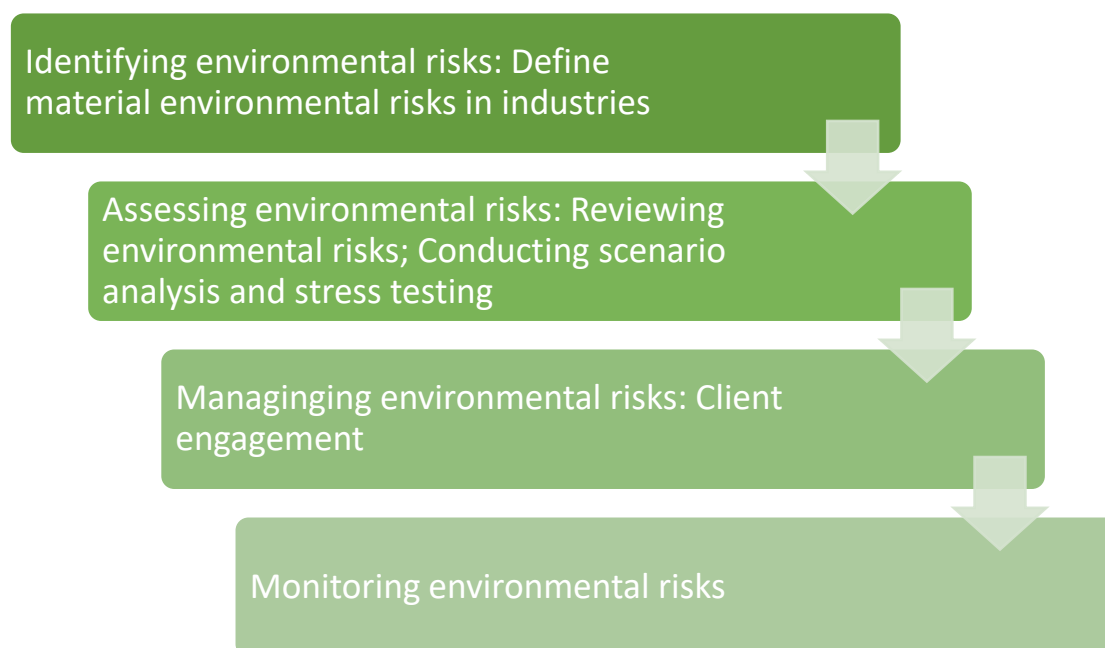 Identifying environmental risks: Define
material environmental risks in industries
Assessing environmental risks: Reviewing
environmental risks; Conducting scenario
analysis and stress testing
Managinging environmental risks: Client
engagement
Monitoring environmental risks